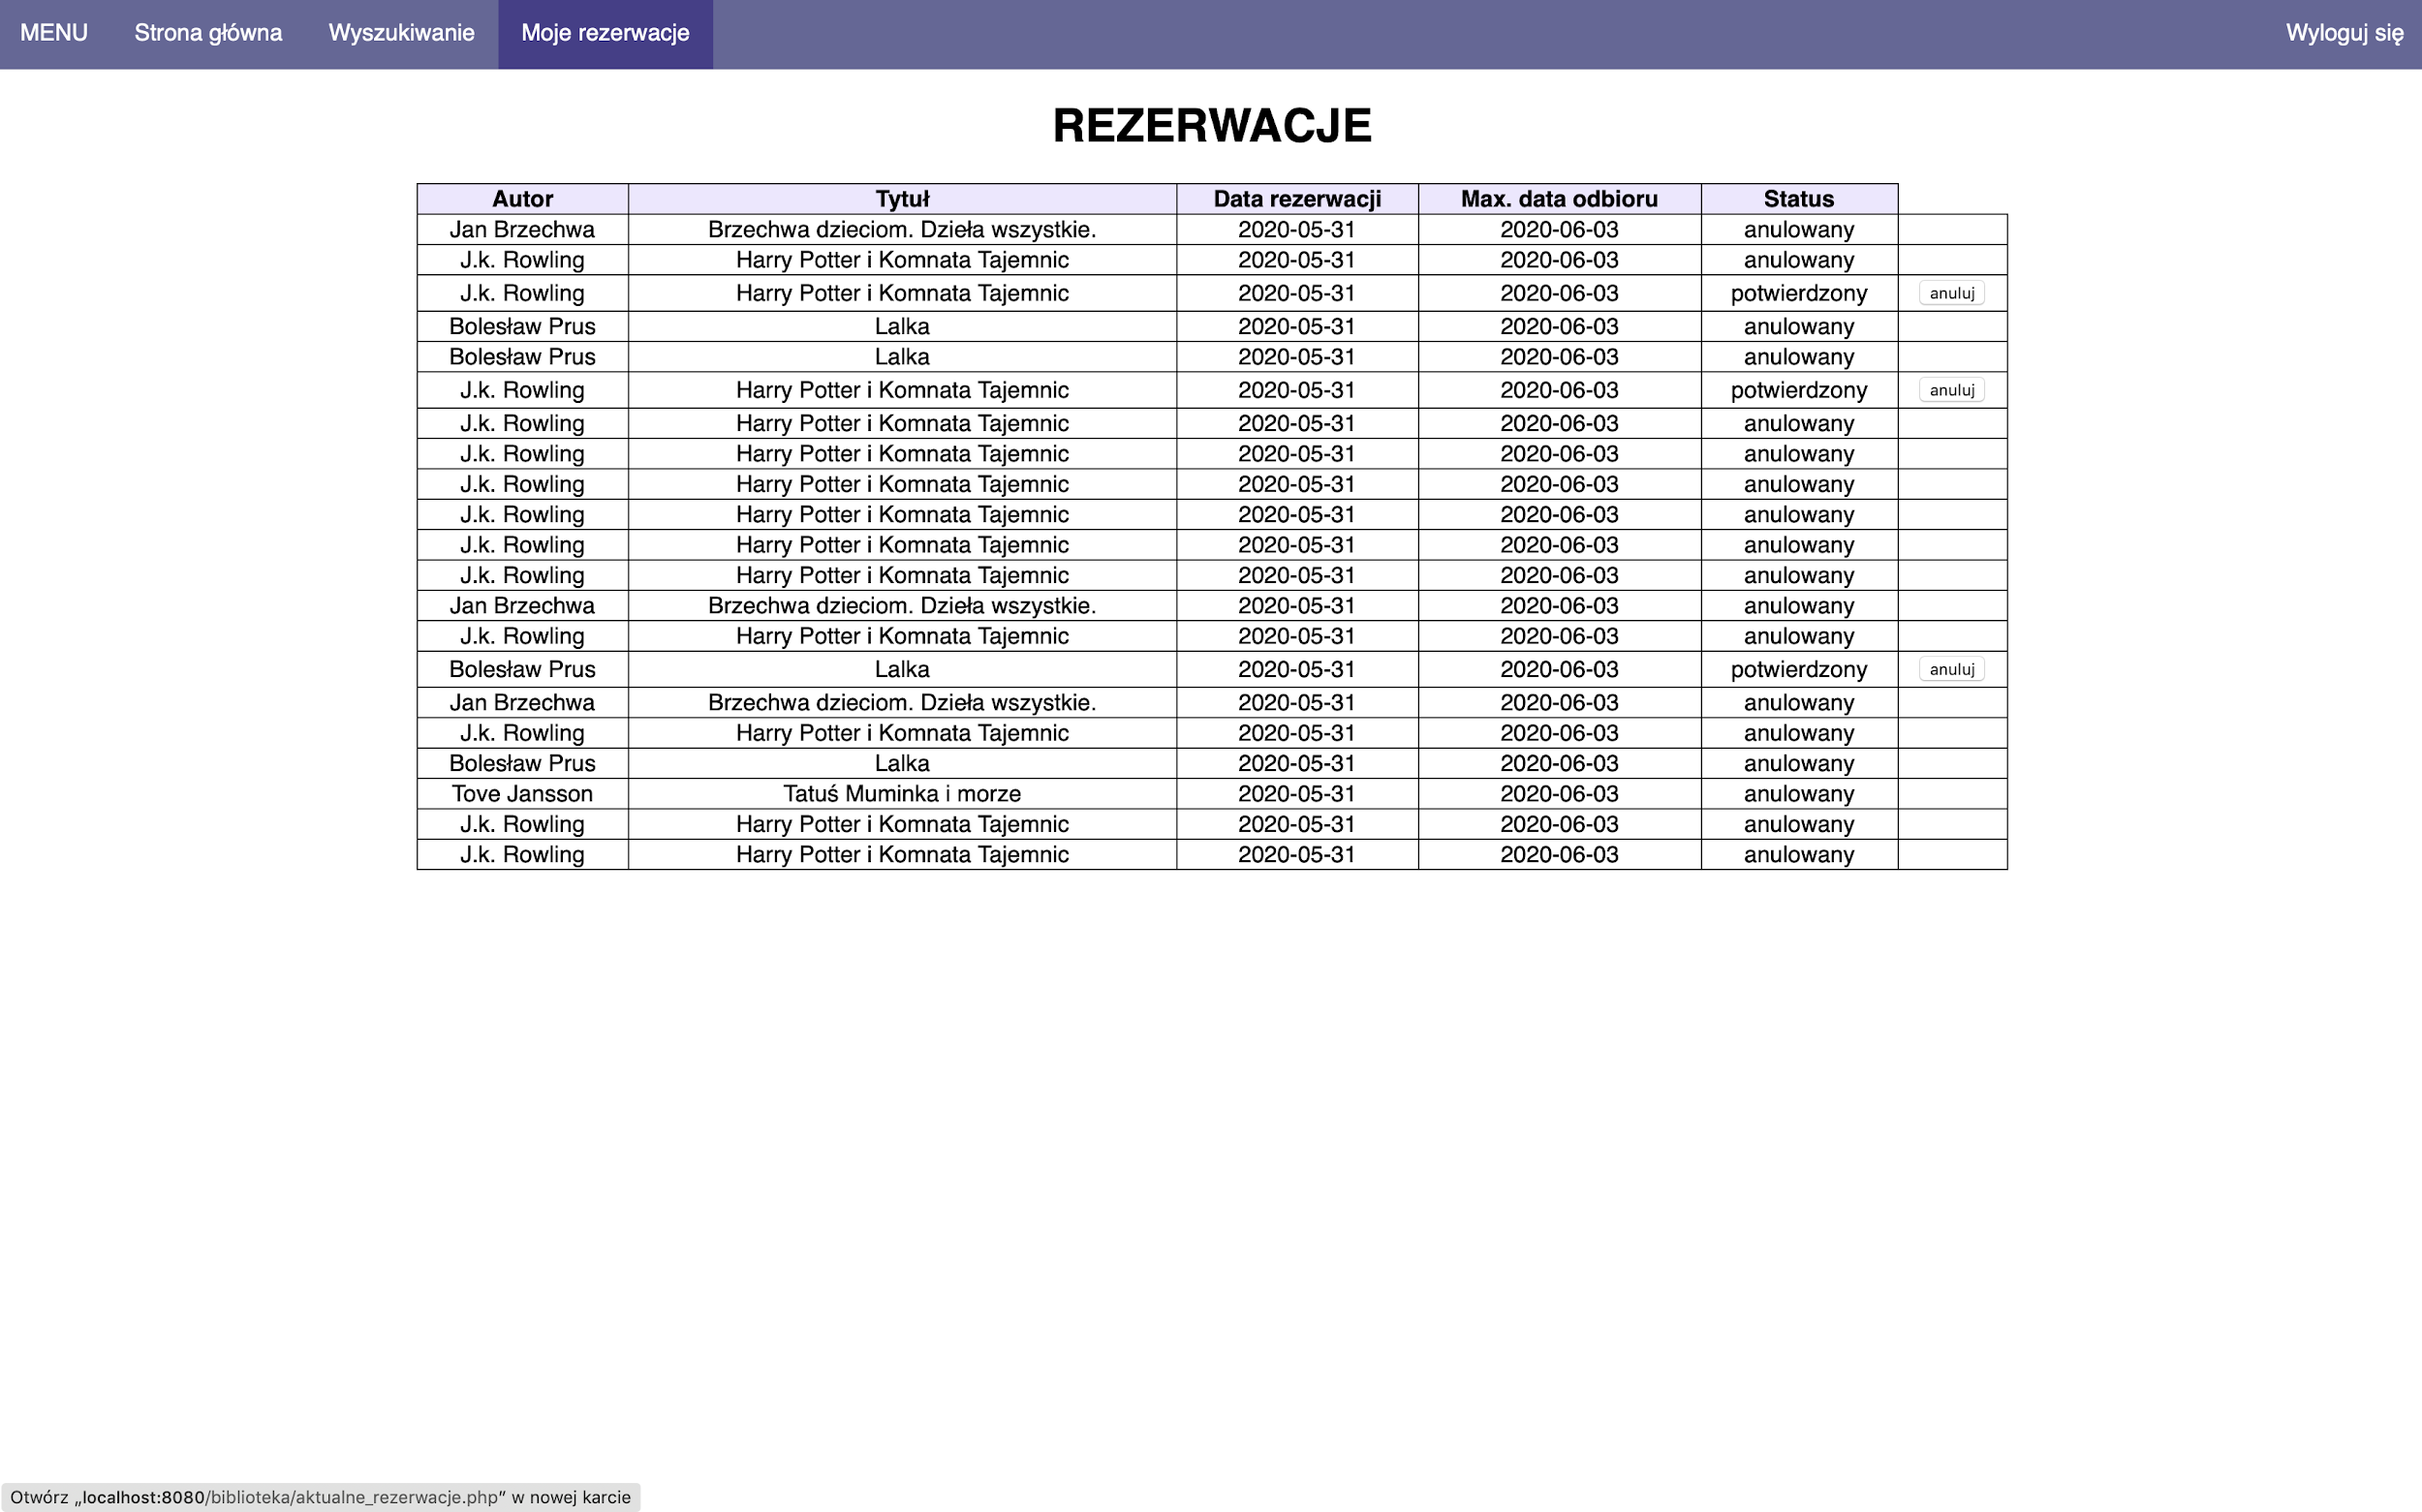 MENU Strona główna Wyszukiwanie Moje rezerwacje Wyloguj się
REZERWACJE
Autor Tytuł Data rezerwacji Max. data odbioru Status
Jan Brzechwa Brzechwa dzieciom. Dzieła wszystkie. 2020-05-31 2020-06-03 anulowany
J.k. Rowling Harry Potter i Komnata Tajemnic 2020-05-31 2020-06-03 anulowany
J.k. Rowling Harry Potter i Komnata Tajemnic 2020-05-31 2020-06-03 potwierdzony anuluj
Bolesław Prus Lalka 2020-05-31 2020-06-03 anulowany
Bolesław Prus Lalka 2020-05-31 2020-06-03 anulowany
J.k. Rowling Harry Potter i Komnata Tajemnic 2020-05-31 2020-06-03 potwierdzony anuluj
J.k. Rowling Harry Potter i Komnata Tajemnic 2020-05-31 2020-06-03 anulowany
J.k. Rowling Harry Potter i Komnata Tajemnic 2020-05-31 2020-06-03 anulowany
J.k. Rowling Harry Potter i Komnata Tajemnic 2020-05-31 2020-06-03 anulowany
J.k. Rowling Harry Potter i Komnata Tajemnic 2020-05-31 2020-06-03 anulowany
J.k. Rowling Harry Potter i Komnata Tajemnic 2020-05-31 2020-06-03 anulowany
J.k. Rowling Harry Potter i Komnata Tajemnic 2020-05-31 2020-06-03 anulowany
Jan Brzechwa Brzechwa dzieciom. Dzieła wszystkie. 2020-05-31 2020-06-03 anulowany
J.k. Rowling Harry Potter i Komnata Tajemnic 2020-05-31 2020-06-03 anulowany
Bolesław Prus Lalka 2020-05-31 2020-06-03 potwierdzony anuluj
Jan Brzechwa Brzechwa dzieciom. Dzieła wszystkie. 2020-05-31 2020-06-03 anulowany
J.k. Rowling Harry Potter i Komnata Tajemnic 2020-05-31 2020-06-03 anulowany
Bolesław Prus Lalka 2020-05-31 2020-06-03 anulowany
Tove Jansson Tatuś Muminka i morze 2020-05-31 2020-06-03 anulowany
J.k. Rowling Harry Potter i Komnata Tajemnic 2020-05-31 2020-06-03 anulowany
J.k. Rowling Harry Potter i Komnata Tajemnic 2020-05-31 2020-06-03 anulowany
Otwórz „localhost:8080/biblioteka/aktualne_rezerwacje.php” w nowej karcie